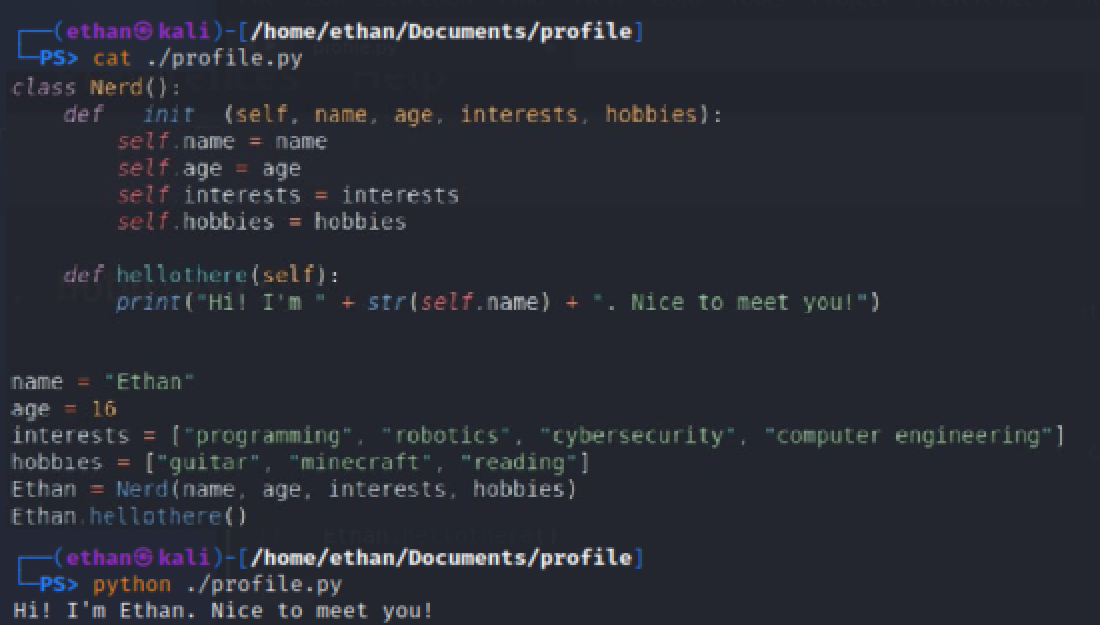 ┌──(ethan㉿kali)-[/home/ethan/Documents/profile]
└─PS> cat ./profile.py
class Nerd():
    def __init__(self, name, age, interests, hobbies):
        self.name = name
        self.age = age
        self.interests = interests
        self.hobbies = hobbies

    def hellothere(self):
        print("Hi! I'm " + str(self.name) + ". Nice to meet you!")


name = "Ethan"
age = 16
interests = ["programming", "robotics", "cybersecurity", "computer engineering"]
hobbies = ["guitar", "minecraft", "reading"]
Ethan = Nerd(name, age, interests, hobbies)
Ethan.hellothere()
┌──(ethan㉿kali)-[/home/ethan/Documents/profile]
└─PS> python ./profile.py
Hi! I'm Ethan. Nice to meet you!